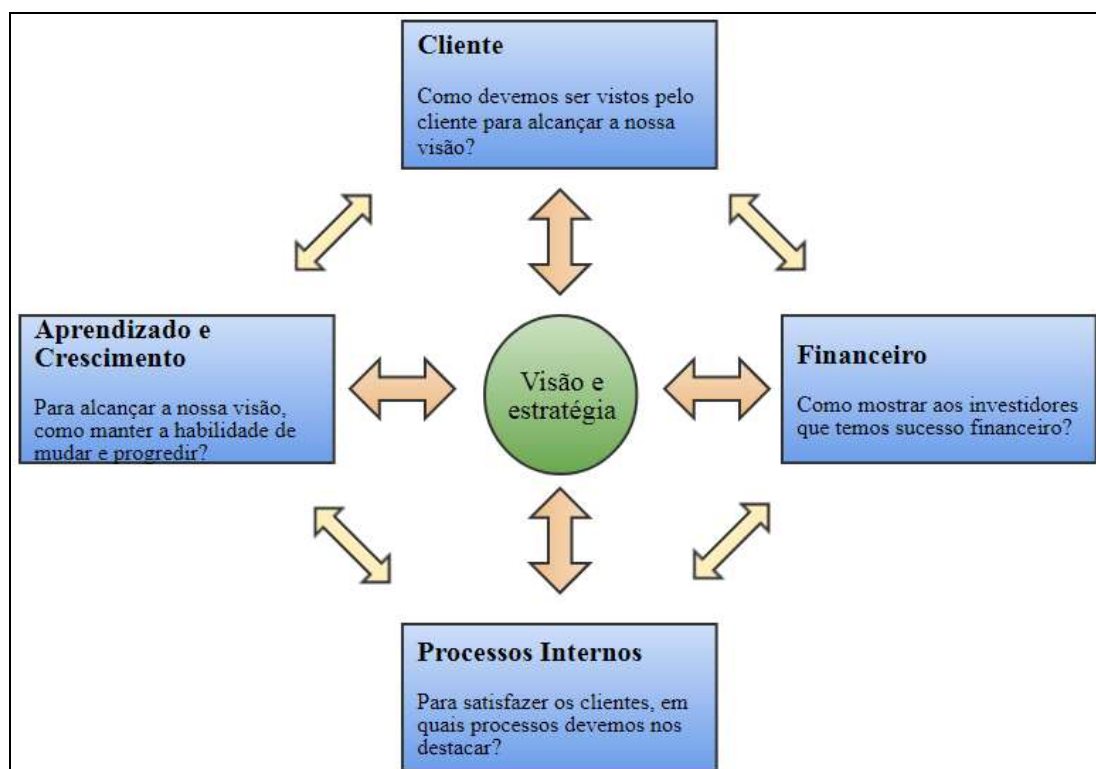 Cliente
Como devemos ser vistos pelo
cliente para alcançar a nossa
visão?
Aprendizado e
Crescimento
Para alcançar a nossa visão,
como manter a habilidade de
mudar e progredir?
Visão e
estratégia
Financeiro
Como mostrar aos investidores
que temos sucesso financeiro?
Processos Internos
Para satisfazer os clientes, em
quais processos devemos nos
destacar?